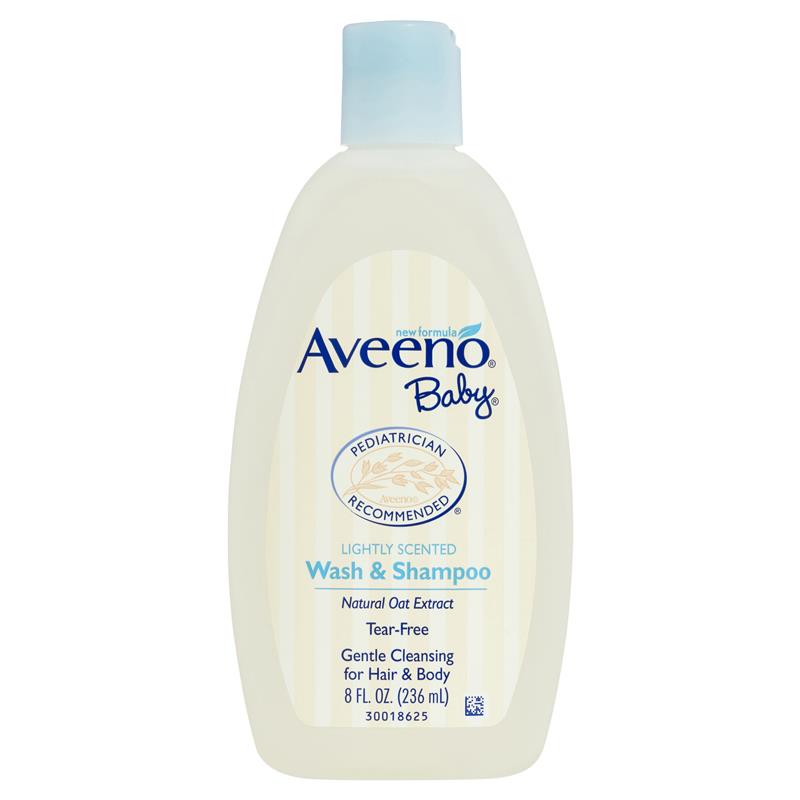 new formula
Aveeno®
Baby®
PEDIATRICIAN
Aveeno®
RECOMMENDED®
LIGHTLY SCENTED
Wash & Shampoo
Natural Oat Extract
Tear-Free
Gentle Cleansing
for Hair & Body
8 FL. OZ. (236 mL)
30018625